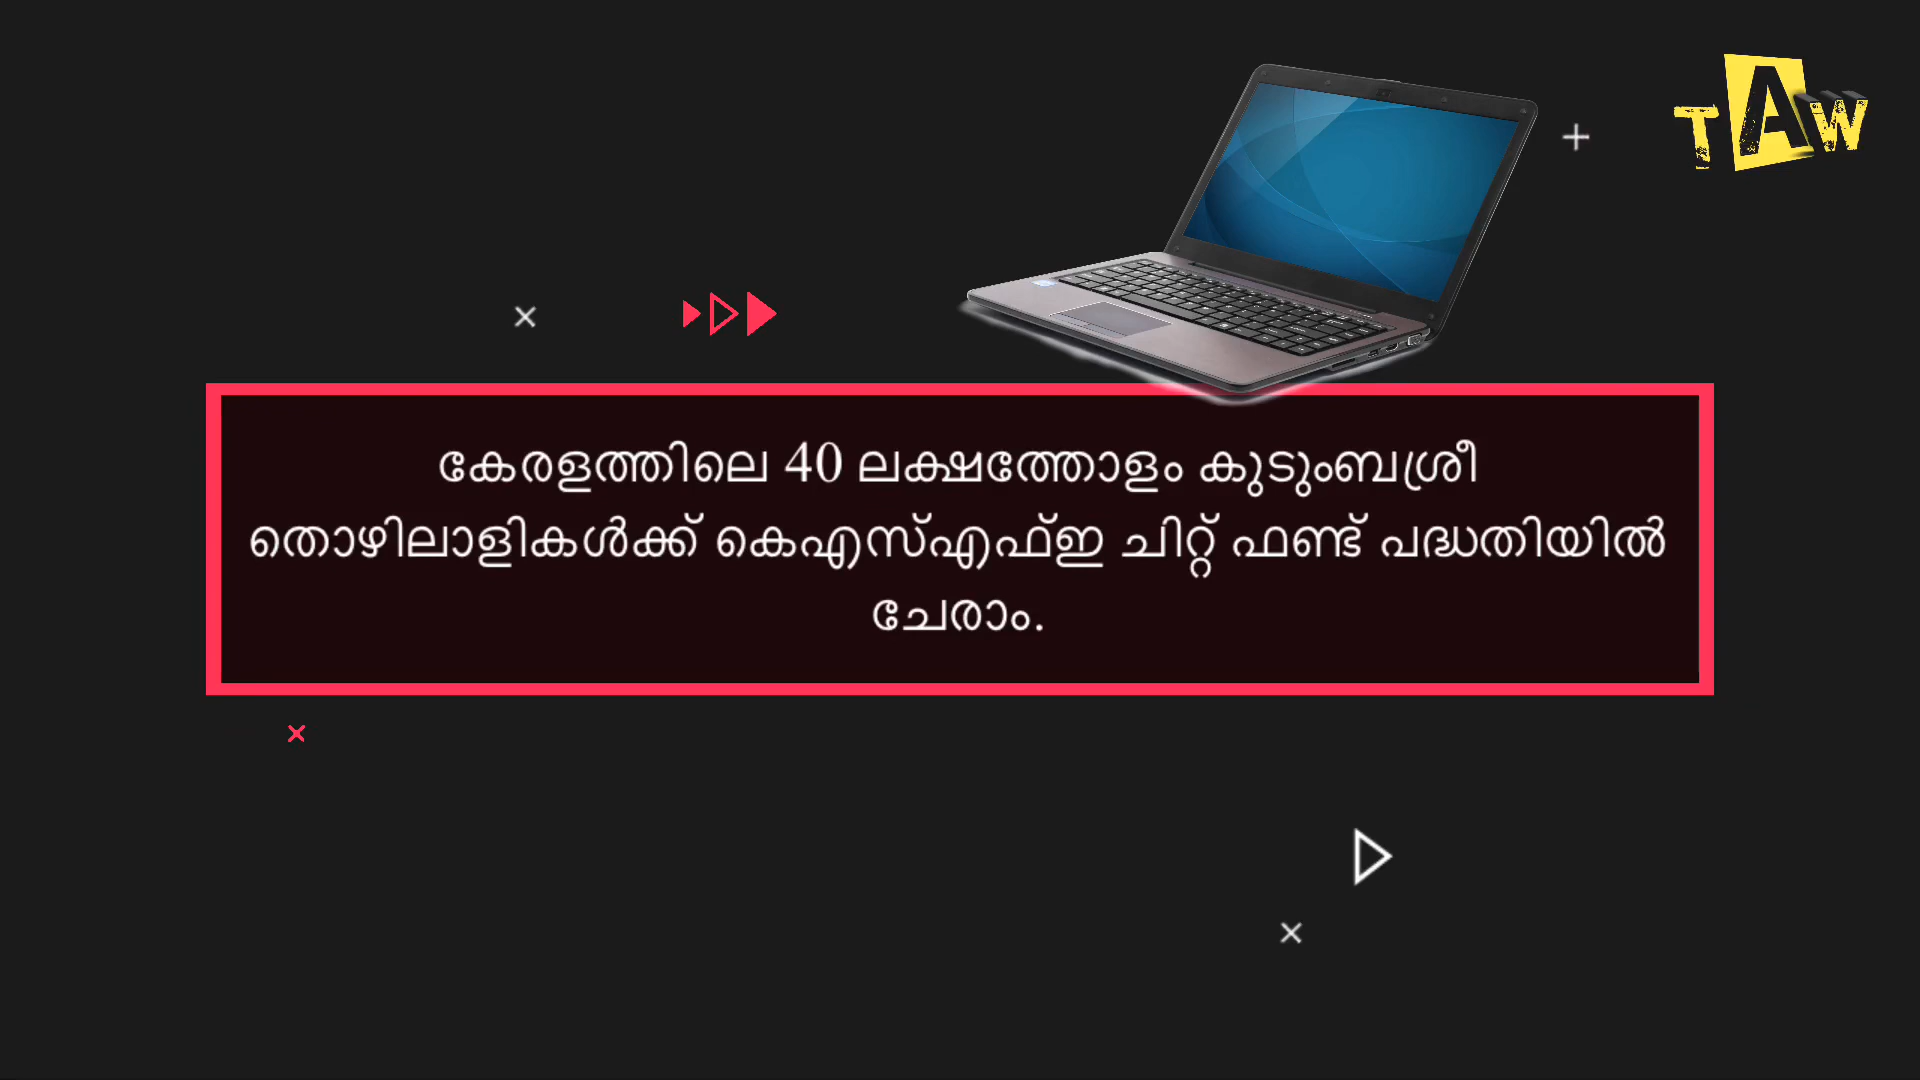 TAW
കേരളത്തിലെ 40 ലക്ഷത്തോളം കുടുംബശ്രീ
തൊഴിലാളികൾക്ക് കെഎസ്എഫ്ഇ ചിറ്റ് ഫണ്ട് പദ്ധതിയിൽ
ചേരാം.